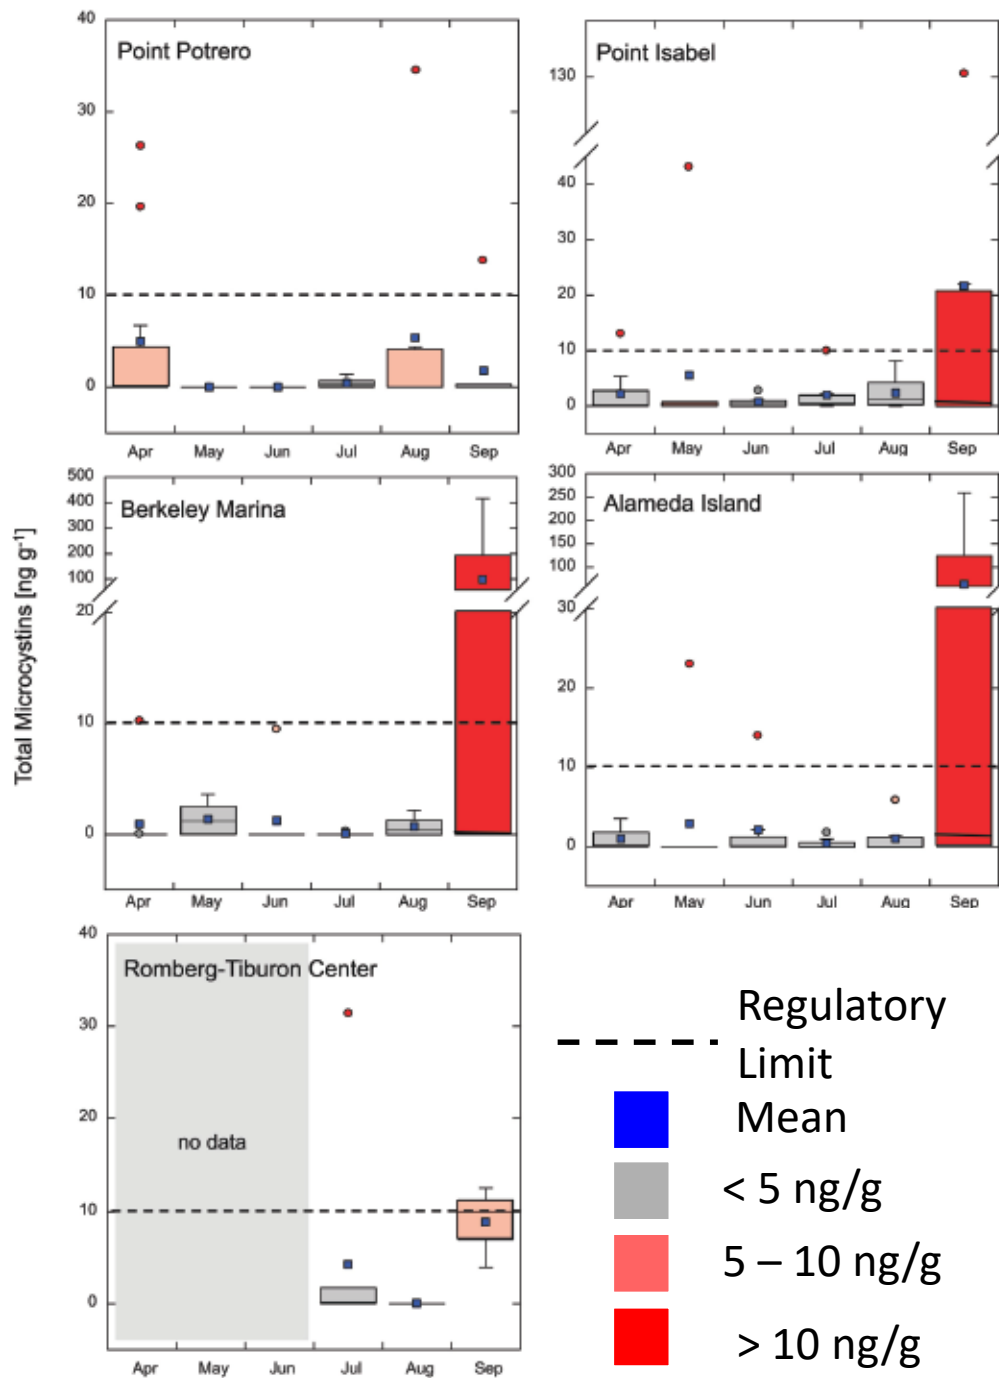 Total Microcystins [ng g⁻¹]
Point Potrero
40
30
20
10
0
Apr May Jun Jul Aug Sep
Point Isabel
130
40
30
20
10
0
Apr May Jun Jul Aug Sep
Berkeley Marina
500
400
300
200
100
20
10
0
Apr May Jun Jul Aug Sep
Alameda Island
300
250
200
150
100
30
20
10
0
Apr May Jun Jul Aug Sep
Romberg-Tiburon Center
no data
40
30
20
10
0
Apr May Jun Jul Aug Sep
Regulatory
Limit
Mean
< 5 ng/g
5 – 10 ng/g
> 10 ng/g